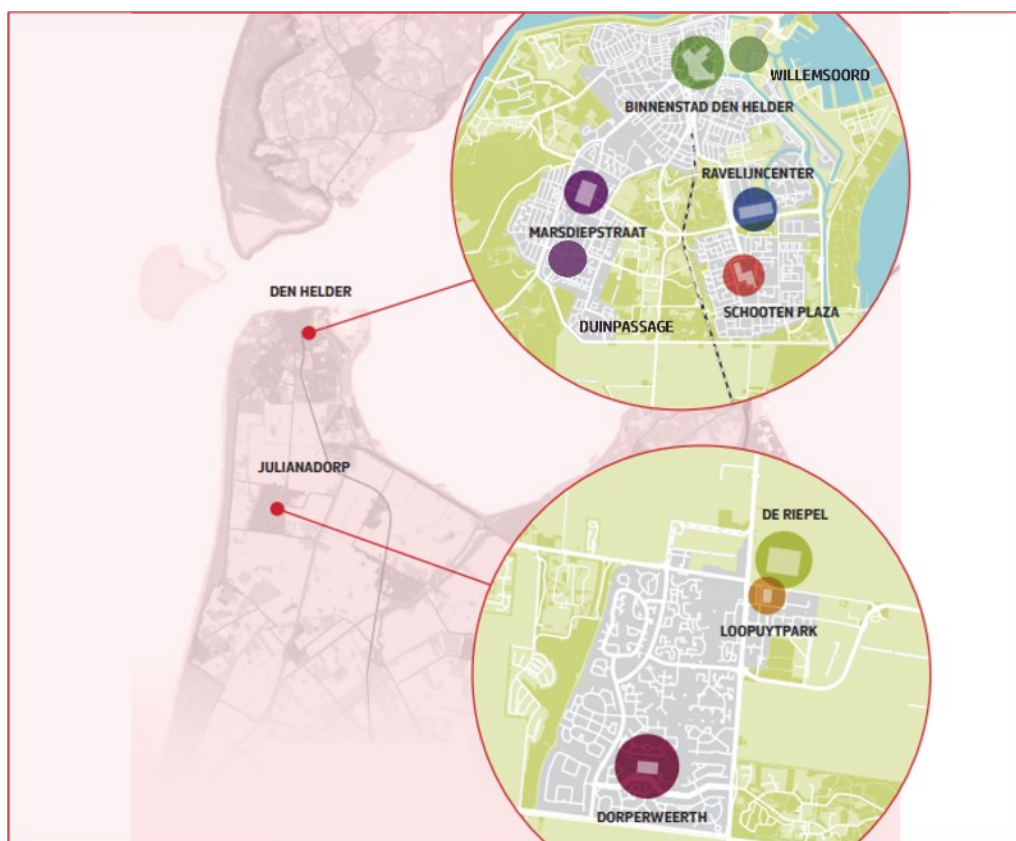 WILLEMSOORD
BINNENSTAD DEN HELDER
RAVELIJNCENTER
MARSDIEPSTRAAT
DEN HELDER
SCHOOTEN PLAZA
DUINPASSAGE
JULIANADORP
DE RIEPEL
LOOPUYTPARK
DORPERWEERTH